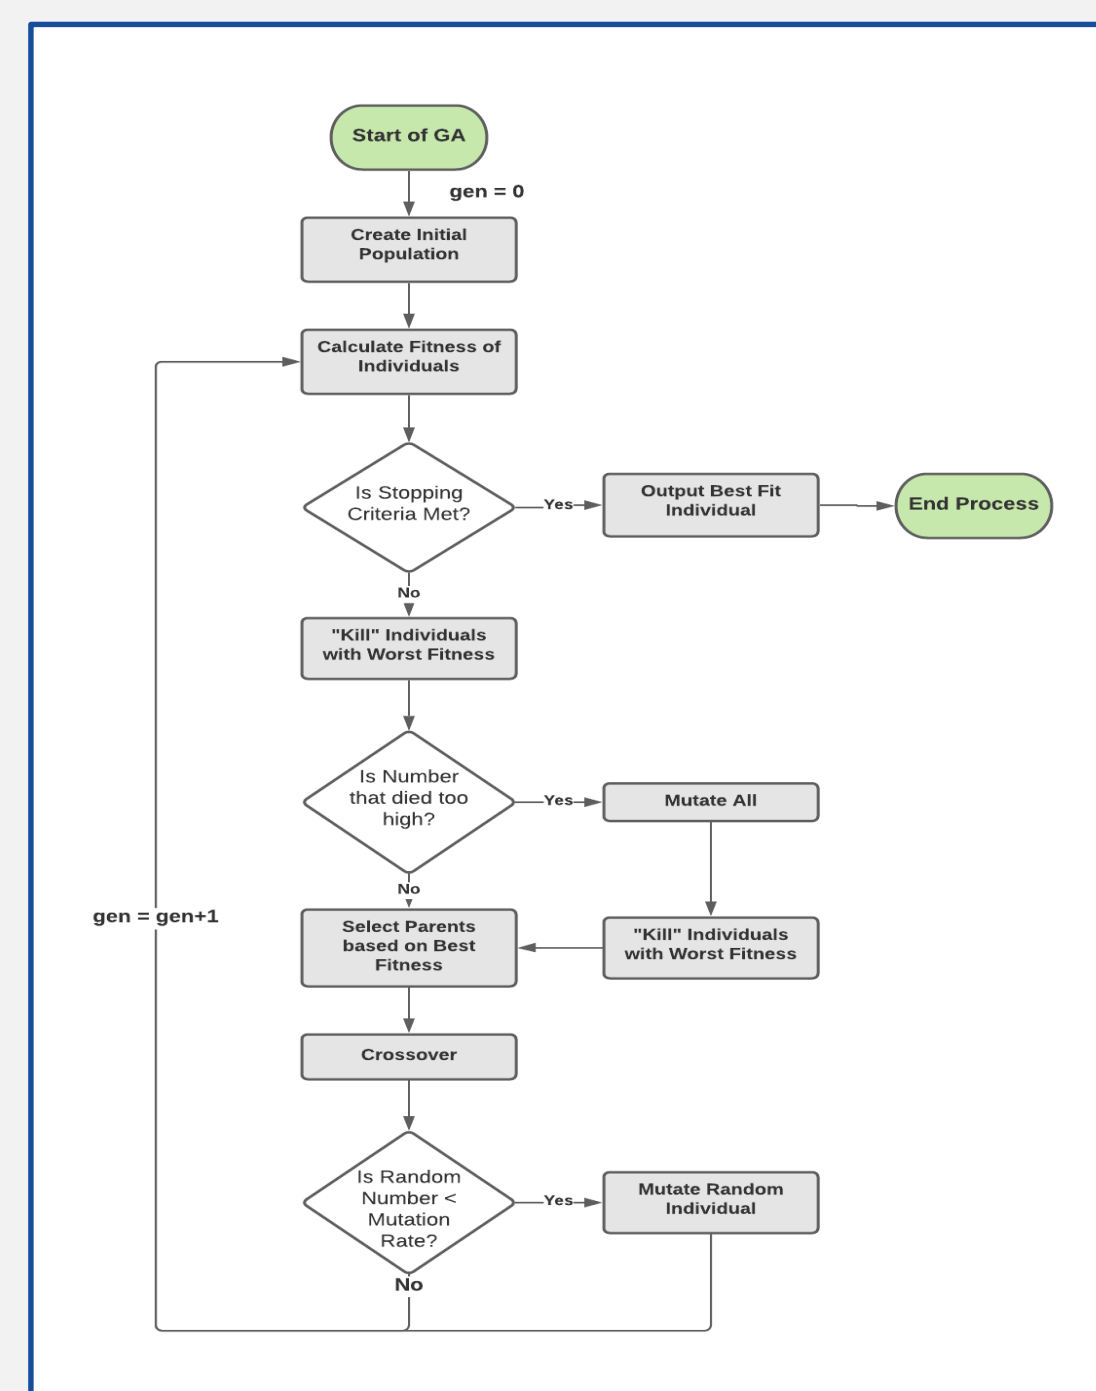 Start of GA
gen = 0
Create Initial
Population
Calculate Fitness of
Individuals
Is Stopping
Criteria Met?
Yes
Output Best Fit
Individual
End Process
No
"Kill" Individuals
with Worst Fitness
Is Number
that died too
high?
Yes
Mutate All
No
gen = gen+1
Select Parents
based on Best
Fitness
"Kill" Individuals
with Worst Fitness
Crossover
Is Random
Number <
Mutation
Rate?
Yes
Mutate Random
Individual
No